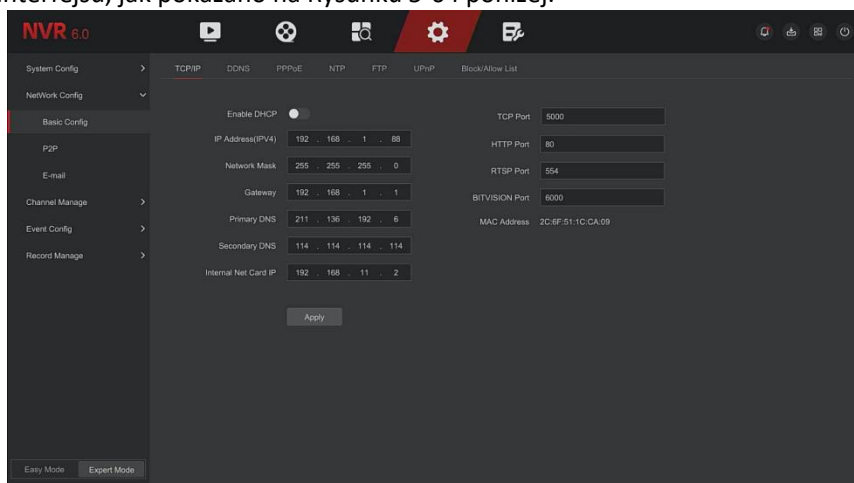 interfejsu, jak pokazano na Rysunku 5-64 poniżej.
NVR 6.0
System Config
NetWork Config
Basic Config
P2P
E-mail
Channel Manage
Event Config
Record Manage
Easy Mode Expert Mode
TCP/IP DDNS PPPoE NTP FTP UPnP Block/Allow List
Enable DHCP
IP Address(IPV4) 192 . 168 . 1 . 88
Network Mask 255 . 255 . 255 . 0
Gateway 192 . 168 . 1 . 1
Primary DNS 211 . 136 . 192 . 6
Secondary DNS 114 . 114 . 114 . 114
Internal Net Card IP 192 . 168 . 11 . 2
Apply
TCP Port 5000
HTTP Port 80
RTSP Port 554
BITVISION Port 6000
MAC Address 2C:6F:51:1C:CA:09